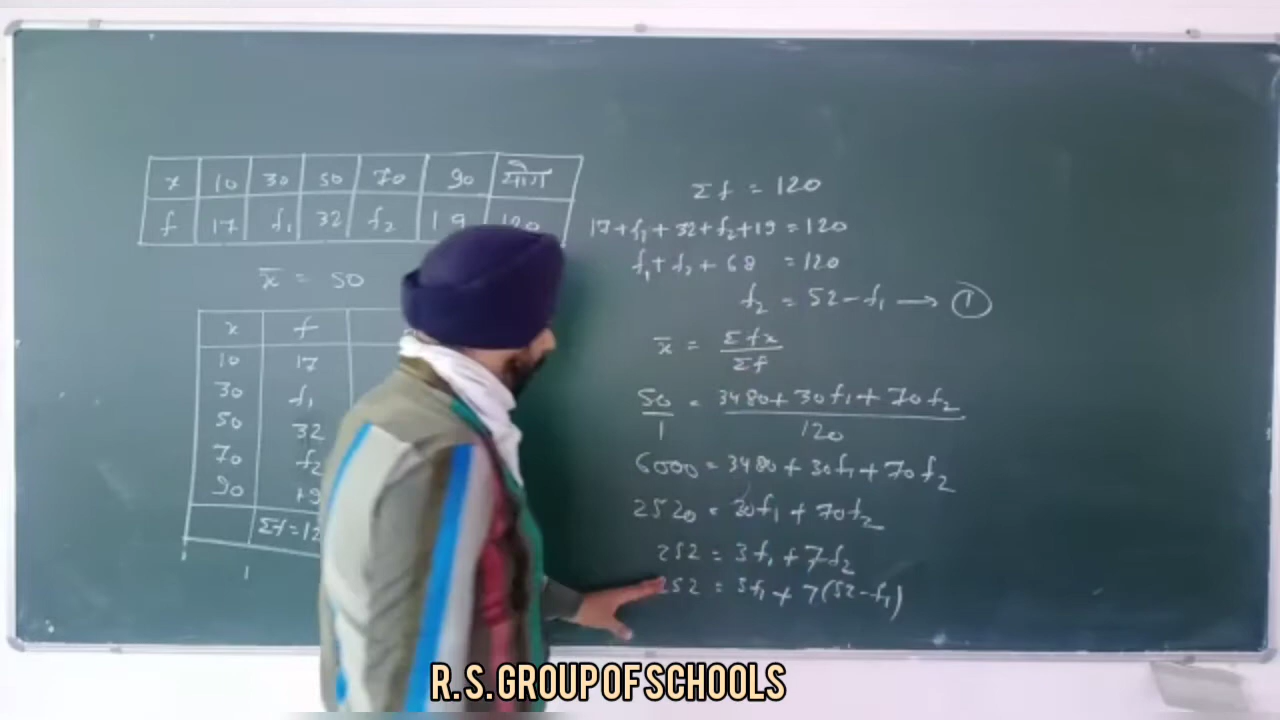 x 10 30 50 70 90 योग
f 17 f₁ 32 f₂ 19 120
x̄ = 50
x f
10 17
30 f₁
50 32
70 f₂
90 19
Σf = 12
1
Σf = 120
17+f₁+32+f₂+19 = 120
f₁+f₂+68 = 120
f₂ = 52-f₁ → ①
x̄ = Σfx / Σf
50/1 = 3480+30f₁+70f₂ / 120
6000 = 3480+30f₁+70f₂
2520 = 30f₁+70f₂
252 = 3f₁+7f₂
252 = 3f₁+7(52-f₁)
R.S. GROUP OF SCHOOLS